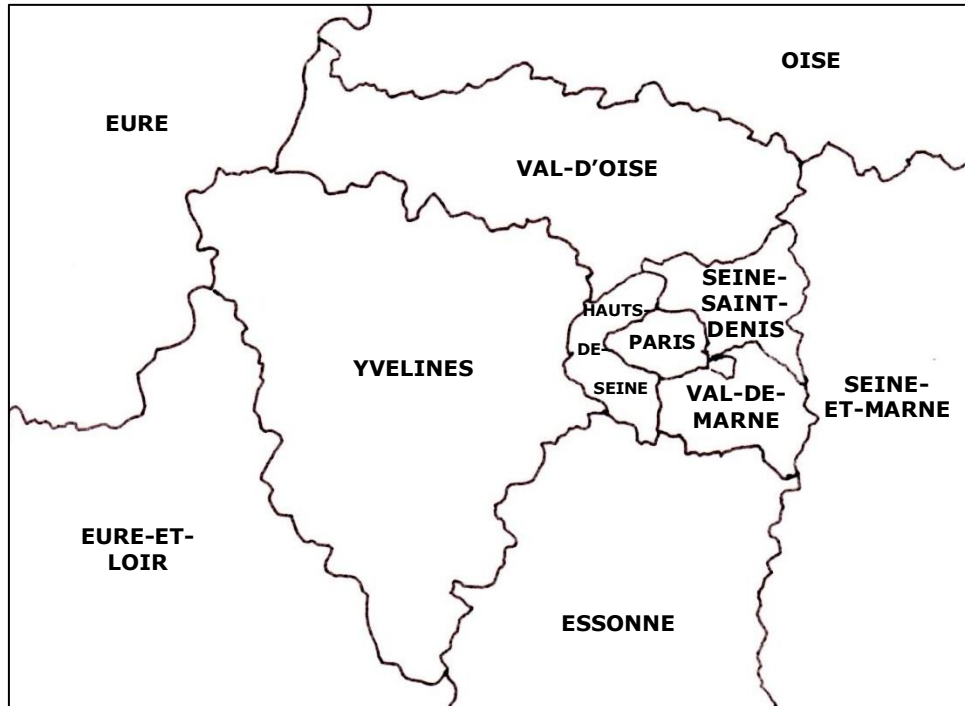 OISE
EURE
VAL-D’OISE
SEINE-
SAINT-
DENIS
HAUTS-
DE-
SEINE
PARIS
YVELINES
VAL-DE-
MARNE
SEINE-
ET-MARNE
EURE-ET-
LOIR
ESSONNE